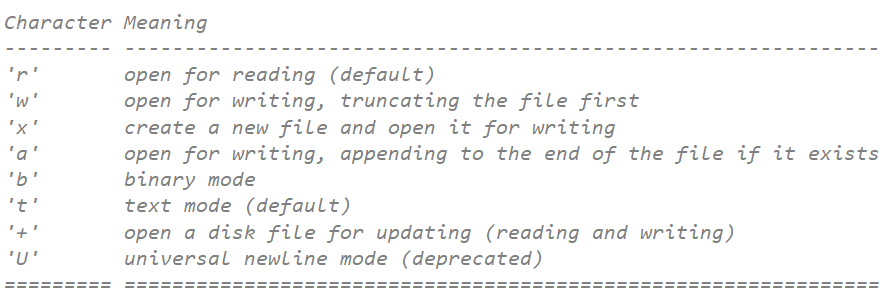 Character Meaning
--------- ---------------------------------------------------------------
'r'       open for reading (default)
'w'       open for writing, truncating the file first
'x'       create a new file and open it for writing
'a'       open for writing, appending to the end of the file if it exists
'b'       binary mode
't'       text mode (default)
'+'       open a disk file for updating (reading and writing)
'U'       universal newline mode (deprecated)
========= ===============================================================